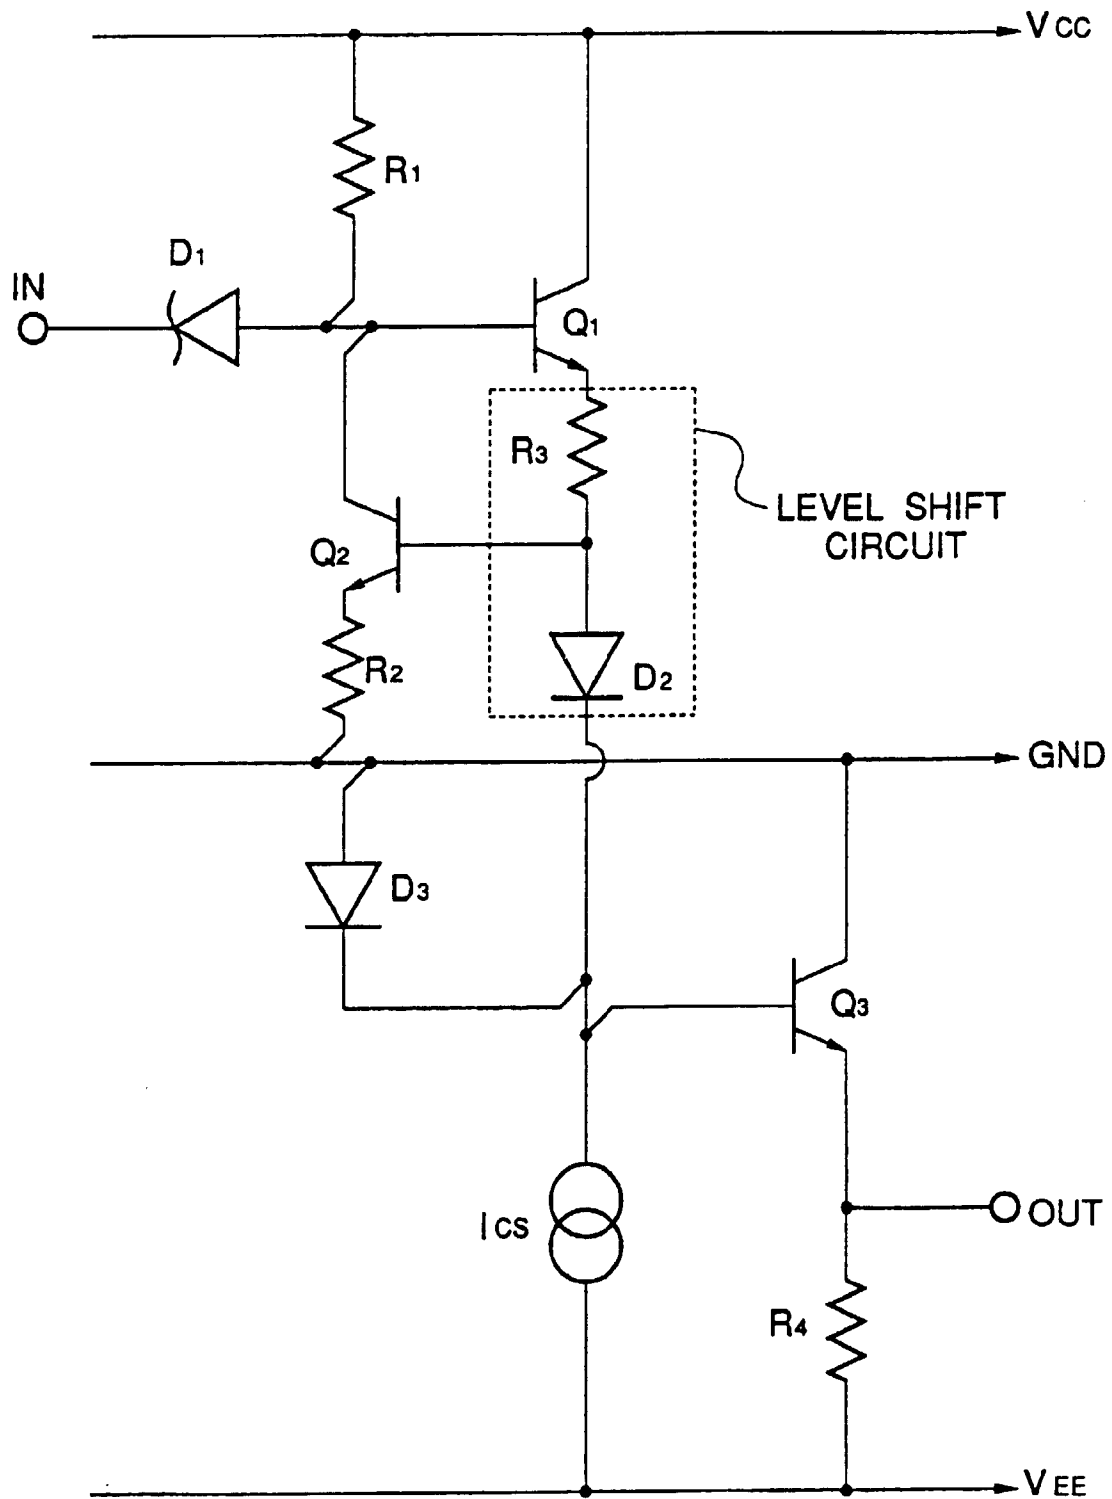 VCC
R1
D1
IN
Q1
R3
LEVEL SHIFT
CIRCUIT
Q2
R2
D2
GND
D3
Q3
ICS
OUT
R4
VEE